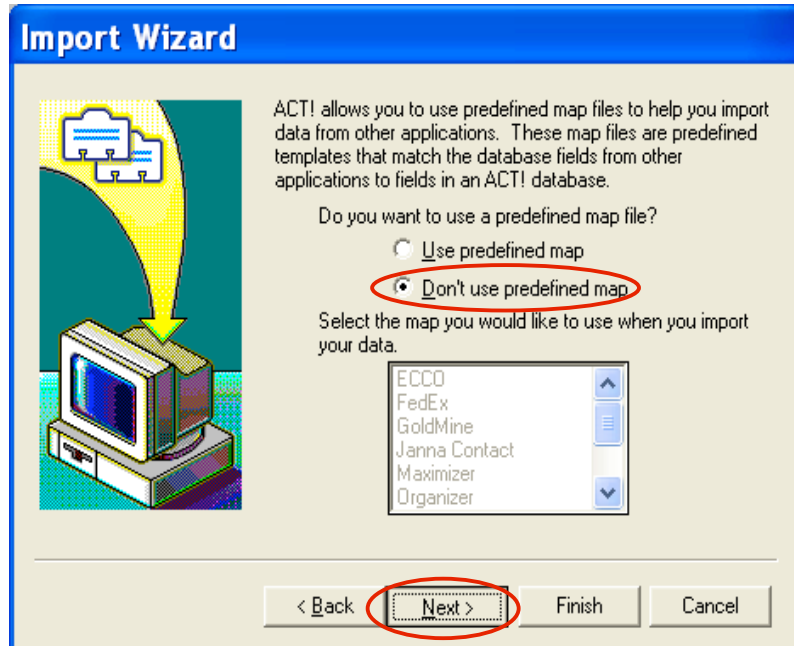 Import Wizard
ACT! allows you to use predefined map files to help you import
data from other applications. These map files are predefined
templates that match the database fields from other
applications to fields in an ACT! database.
Do you want to use a predefined map file?
Use predefined map
Don't use predefined map
Select the map you would like to use when you import
your data.
ECCO
FedEx
GoldMine
Janna Contact
Maximizer
Organizer
< Back
Next >
Finish
Cancel